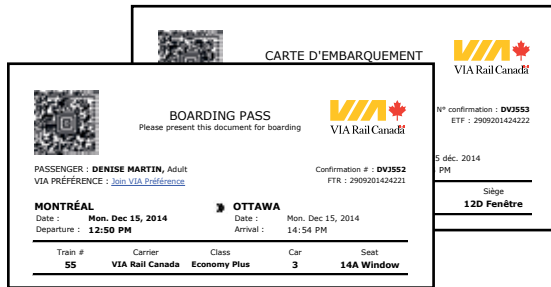 CARTE D'EMBARQUEMENT
VIA Rail Canada
N° confirmation : DVJ553
ETF : 2909201424222
5 déc. 2014
PM
Siège
12D Fenêtre
BOARDING PASS
Please present this document for boarding
VIA Rail Canada
PASSENGER : DENISE MARTIN, Adult
Confirmation # : DVJ552
VIA PRÉFÉRENCE : Join VIA Préférence
FTR : 2909201424221
MONTRÉAL OTTAWA
Date : Mon. Dec 15, 2014 Date : Mon. Dec 15, 2014
Departure : 12:50 PM Arrival : 14:54 PM
Train # Carrier Class Car Seat
55 VIA Rail Canada Economy Plus 3 14A Window